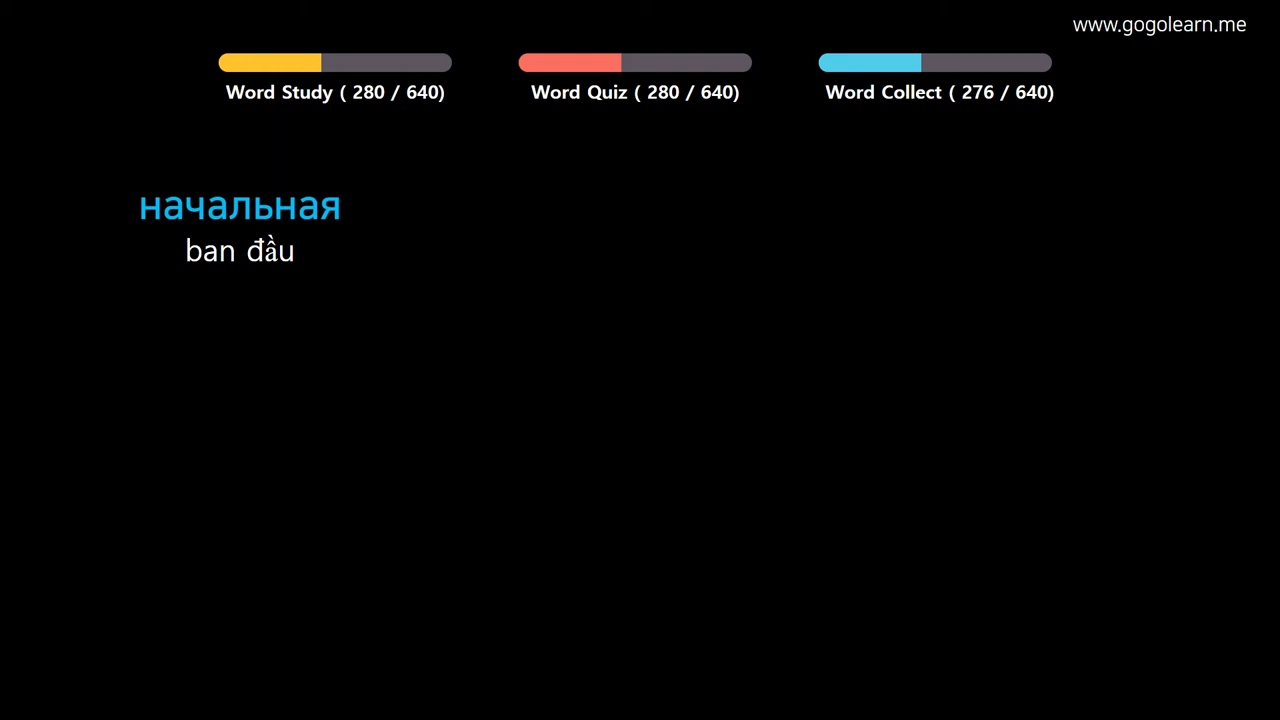 www.gogolearn.me
Word Study ( 280 / 640)
Word Quiz ( 280 / 640)
Word Collect ( 276 / 640)
начальная
ban đầu